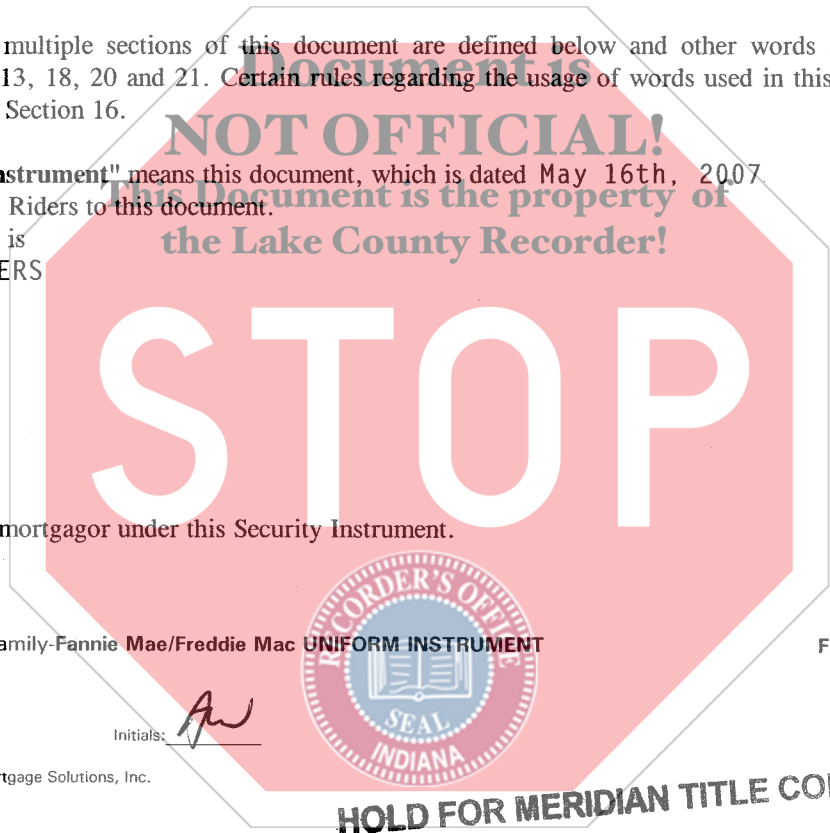 multiple sections of this document are defined below and other words
Document is
13, 18, 20 and 21. Certain rules regarding the usage of words used in this
Section 16.
NOT OFFICIAL!
strument" means this document, which is dated May 16th, 2007
This Document is the property of
Riders to this document.
the Lake County Recorder!
is
ERS
STOP
mortgagor under this Security Instrument.
RECORDER'S OFFICE
SEAL
INDIANA
amily-Fannie Mae/Freddie Mac UNIFORM INSTRUMENT
F
Initials:
tgage Solutions, Inc.
HOLD FOR MERIDIAN TITLE CO